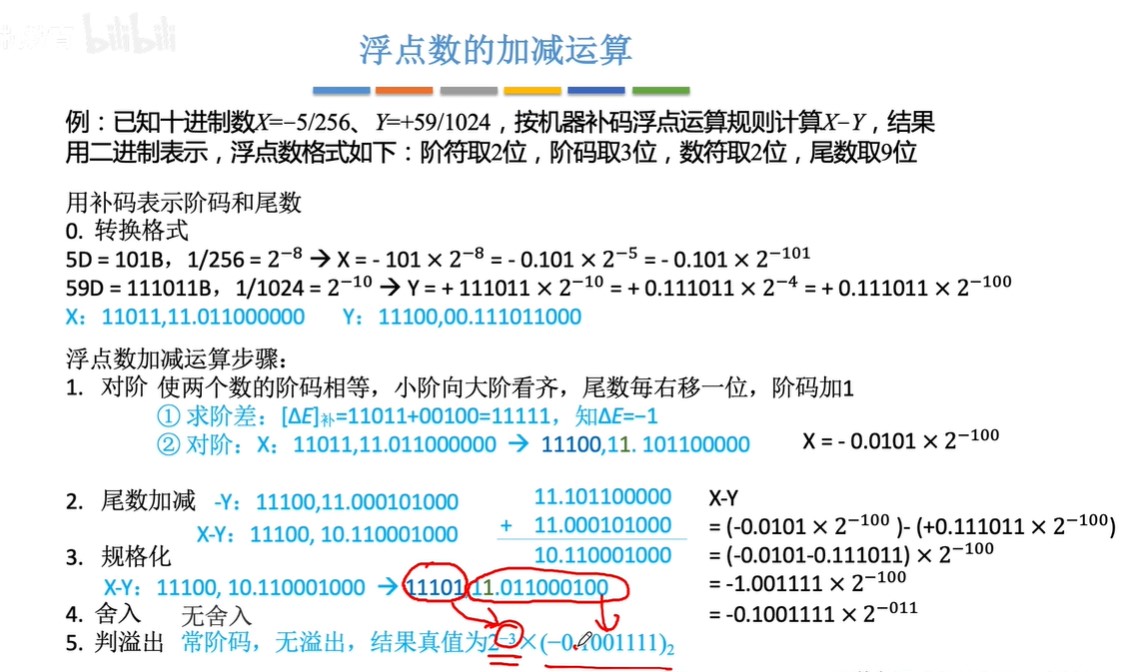 bilibili
浮点数的加减运算
例：已知十进制数X=−5/256、Y=+59/1024，按机器补码浮点运算规则计算X−Y，结果
用二进制表示，浮点数格式如下：阶符取2位，阶码取3位，数符取2位，尾数取9位
用补码表示阶码和尾数
0. 转换格式
5D = 101B，1/256 = 2⁻⁸ → X = - 101 × 2⁻⁸ = - 0.101 × 2⁻⁵ = - 0.101 × 2⁻¹⁰¹
59D = 111011B，1/1024 = 2⁻¹⁰ → Y = + 111011 × 2⁻¹⁰ = + 0.111011 × 2⁻⁴ = + 0.111011 × 2⁻¹⁰⁰
X：11011,11.011000000 Y：11100,00.111011000
浮点数加减运算步骤：
1. 对阶 使两个数的阶码相等，小阶向大阶看齐，尾数每右移一位，阶码加1
① 求阶差：[ΔE]补=11011+00100=11111，知ΔE=−1
② 对阶：X：11011,11.011000000 → 11100,11. 101100000 X = - 0.0101 × 2⁻¹⁰⁰
2. 尾数加减 -Y：11100,11.000101000
X-Y：11100, 10.110001000
11.101100000
+ 11.000101000
10.110001000
X-Y
= (-0.0101 × 2⁻¹⁰⁰ )- (+0.111011 × 2⁻¹⁰⁰)
= (-0.0101-0.111011) × 2⁻¹⁰⁰
= -1.001111 × 2⁻¹⁰⁰
= -0.1001111 × 2⁻⁰¹¹
3. 规格化
X-Y：11100, 10.110001000 → 11101,11.011000100
4. 舍入 无舍入
5. 判溢出 常阶码，无溢出，结果真值为2⁻³×(−0.1001111)₂